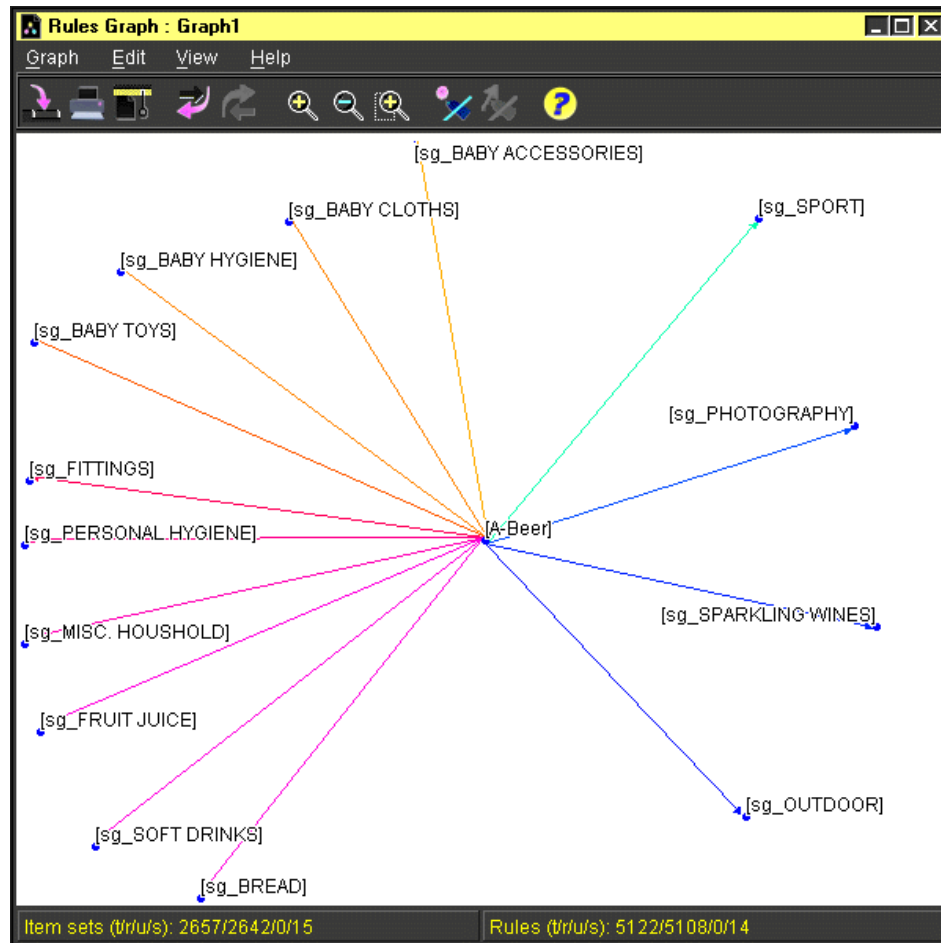 Rules Graph : Graph1
Graph Edit View Help
[sg_BABY ACCESSORIES]
[sg_BABY CLOTHS]
[sg_SPORT]
[sg_BABY HYGIENE]
[sg_BABY TOYS]
[sg_PHOTOGRAPHY]
[sg_FITTINGS]
[A-Beer]
[sg_PERSONAL HYGIENE]
[sg_SPARKLING WINES]
[sg_MISC. HOUSHOLD]
[sg_FRUIT JUICE]
[sg_OUTDOOR]
[sg_SOFT DRINKS]
[sg_BREAD]
Item sets (t/r/u/s): 2657/2642/0/15
Rules (t/r/u/s): 5122/5108/0/14